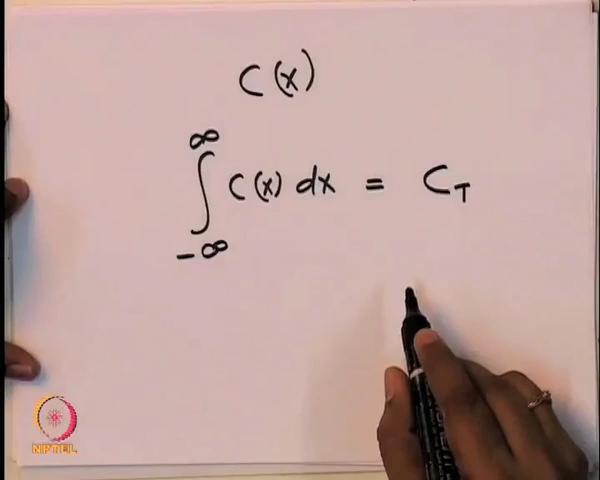 C(x)
∫_{-∞}^{∞} C(x) dx = C_T
NPTEL